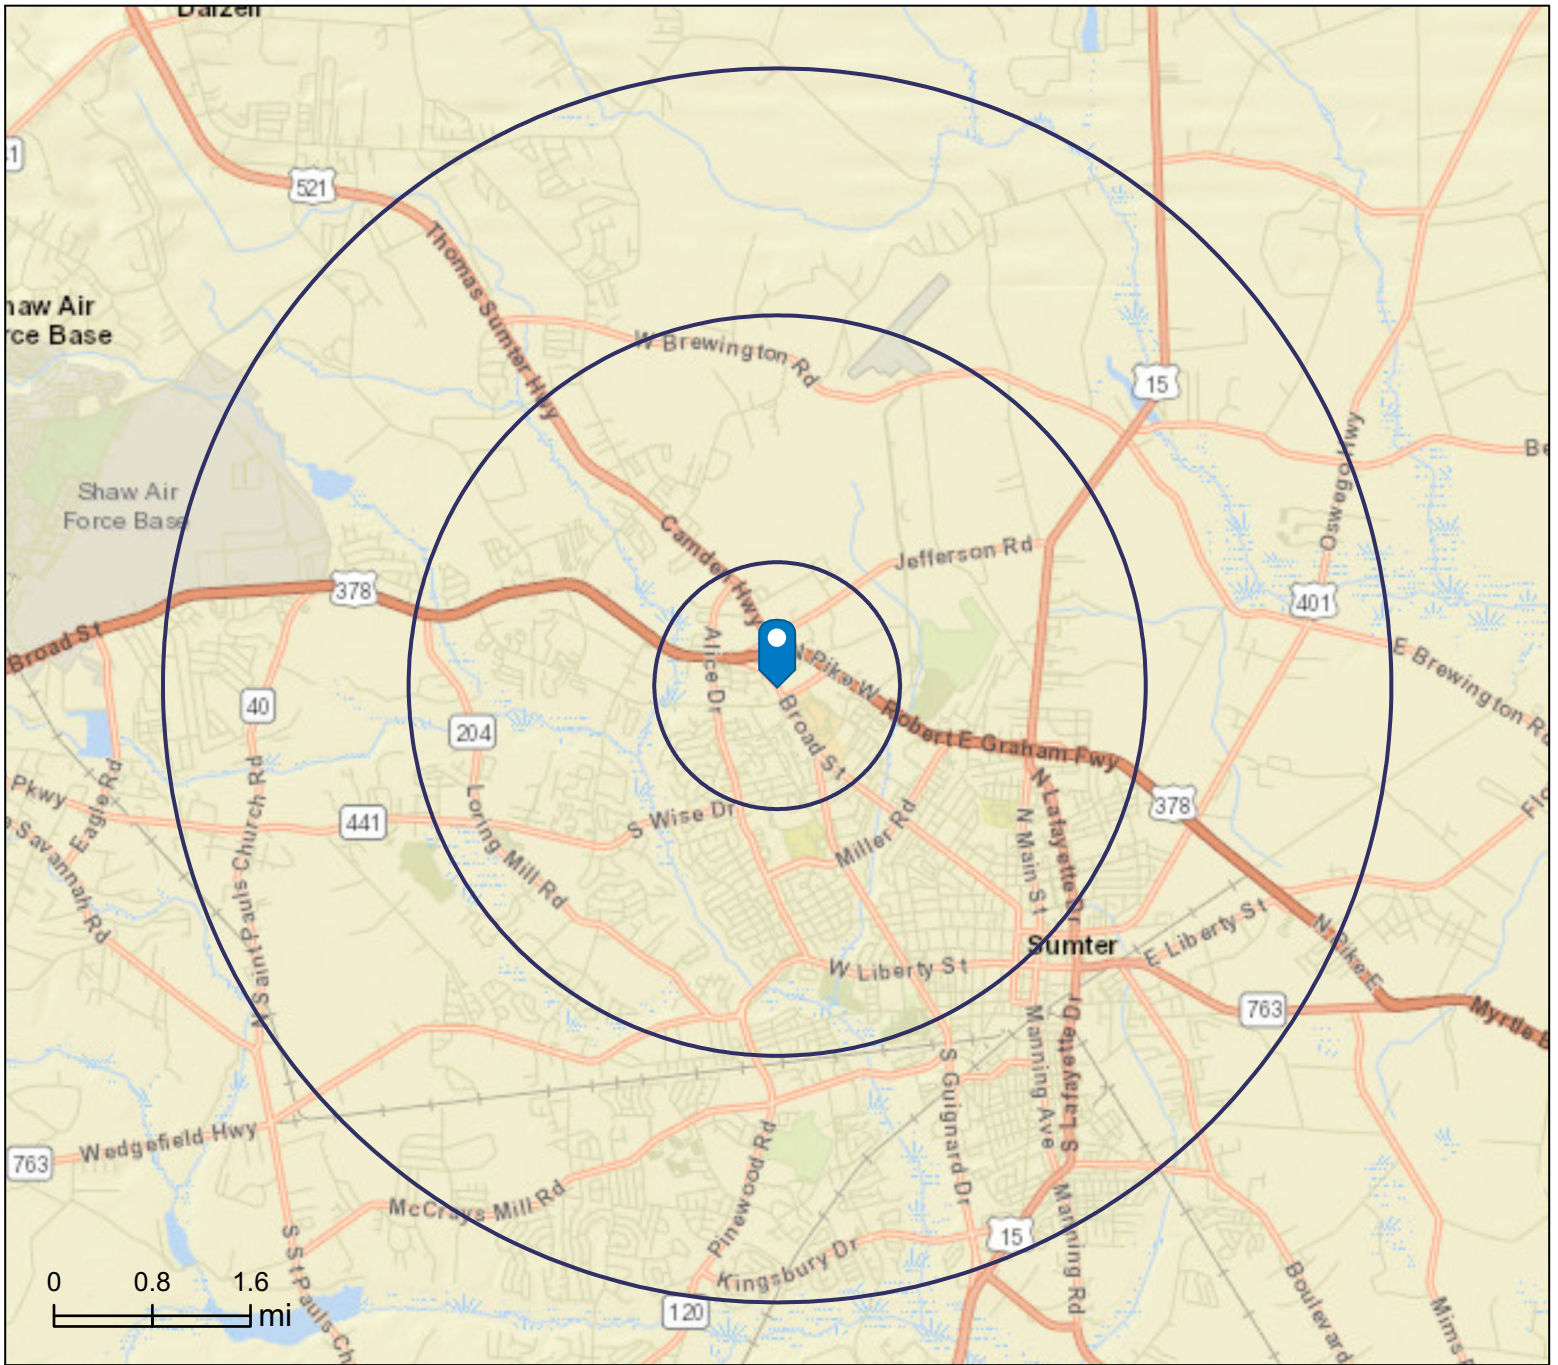 Dalzell
521
Thomas Sumter Hwy
haw Air
rce Base
W Brewington Rd
15
Oswego Hwy
Be
Shaw Air
Force Base
Camden Hwy
Jefferson Rd
378
401
Broad St
Alice Dr
N Pike W
E Brewington Rd
40
204
Broad St
Robert E Graham Fwy
Pkwy
Eagle Rd
N Saint Pauls Church Rd
441
Loring Mill Rd
S Wise Dr
Miller Rd
N Main St
N Lafayette Dr
378
Flo
Savannah Rd
Sumter
E Liberty St
N Pike E
W Liberty St
763
Myrtle B
Manning Ave
S Lafayette Dr
S Guignard Dr
Wedgefield Hwy
763
McCrays Mill Rd
Pinewood Rd
Manning Rd
15
Kingsbury Dr
S St Pauls Ch
120
Boulevard
Mims
0 0.8 1.6
mi